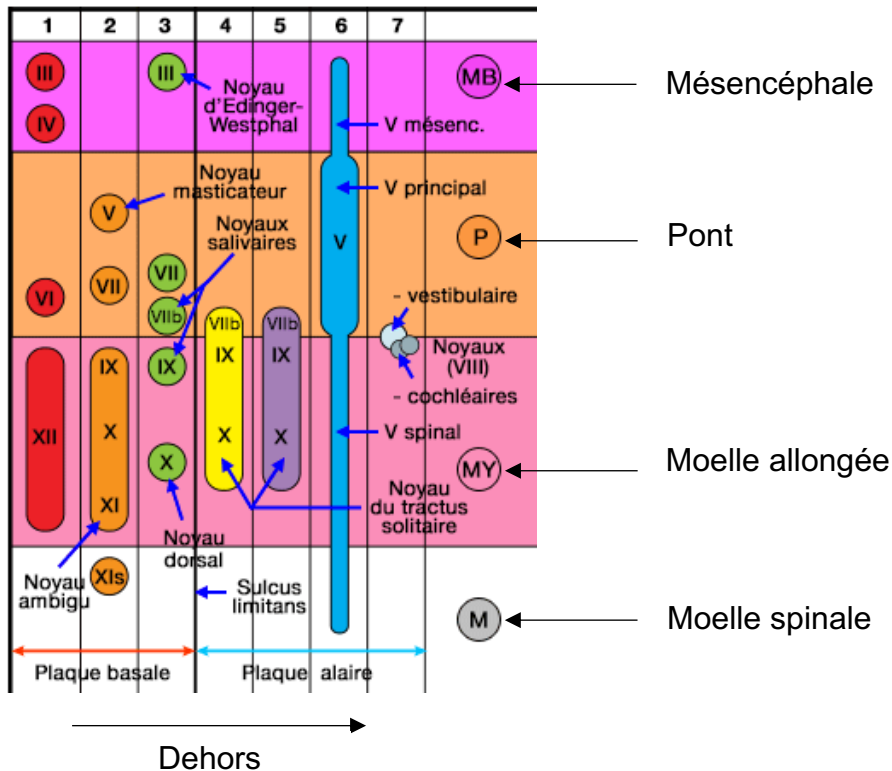 1 2 3 4 5 6 7
III III MB Mésencéphale
Noyau
d'Edinger-
Westphal
IV V mésenc.
Noyau
masticateur
V principal
V
Noyaux
salivaires
V P Pont
VII
VII
VI
- vestibulaire
VIIb VIIb VIIb
IX IX IX IX
Noyaux
(VIII)
- cochléaires
XII X X X V spinal
X MY Moelle allongée
Noyau
du tractus
solitaire
XI
Noyau
dorsal
Noyau
ambigu
XIs
Sulcus
limitans
M Moelle spinale
Plaque basale Plaque alaire
Dehors